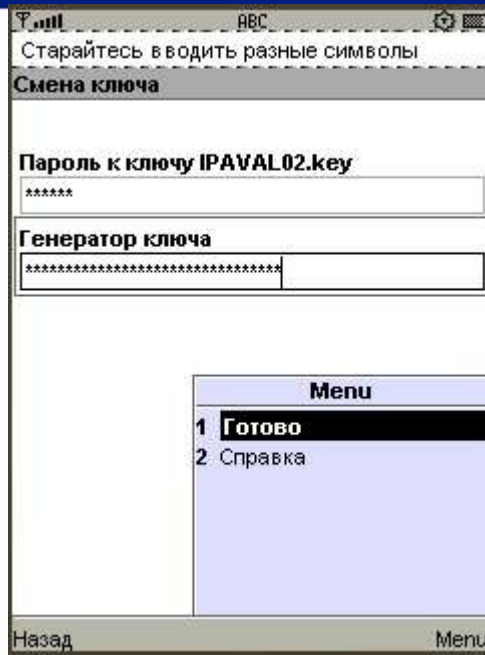 ABC
Старайтесь вводить разные символы
Смена ключа
Пароль к ключу IPAVAL02.key
******
Генератор ключа
********************************
Menu
1 Готово
2 Справка
Назад Menu